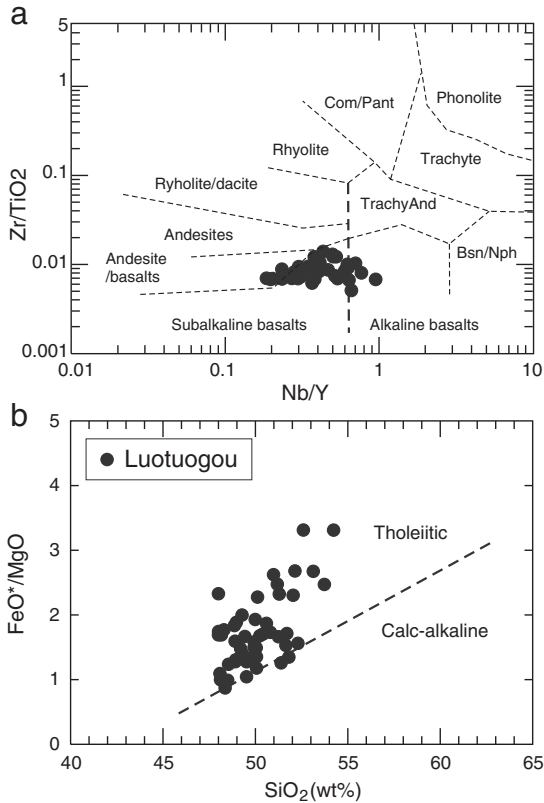 a
5
1
0.1
0.01
0.001
Zr/TiO2
Com/Pant
Phonolite
Rhyolite
Trachyte
Ryholite/dacite
TrachyAnd
Andesites
Andesite
/basalts
Bsn/Nph
Subalkaline basalts
Alkaline basalts
0.01
0.1
1
10
Nb/Y
b
5
4
3
2
1
0
FeO*/MgO
Luotuogou
Tholeiitic
Calc-alkaline
40
45
50
55
60
65
SiO2(wt%)